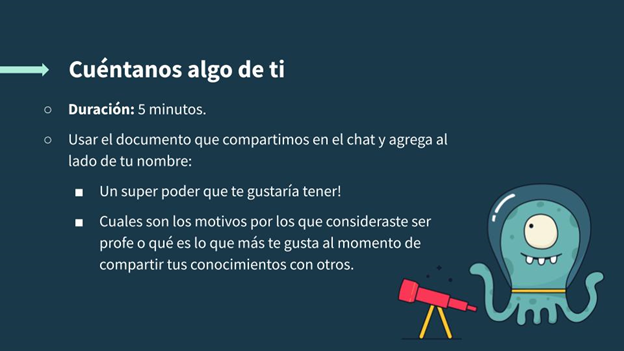 Cuéntanos algo de ti
○ Duración: 5 minutos.
○ Usar el documento que compartimos en el chat y agrega al
lado de tu nombre:
■ Un super poder que te gustaría tener!
■ Cuales son los motivos por los que consideraste ser
profe o qué es lo que más te gusta al momento de
compartir tus conocimientos con otros.